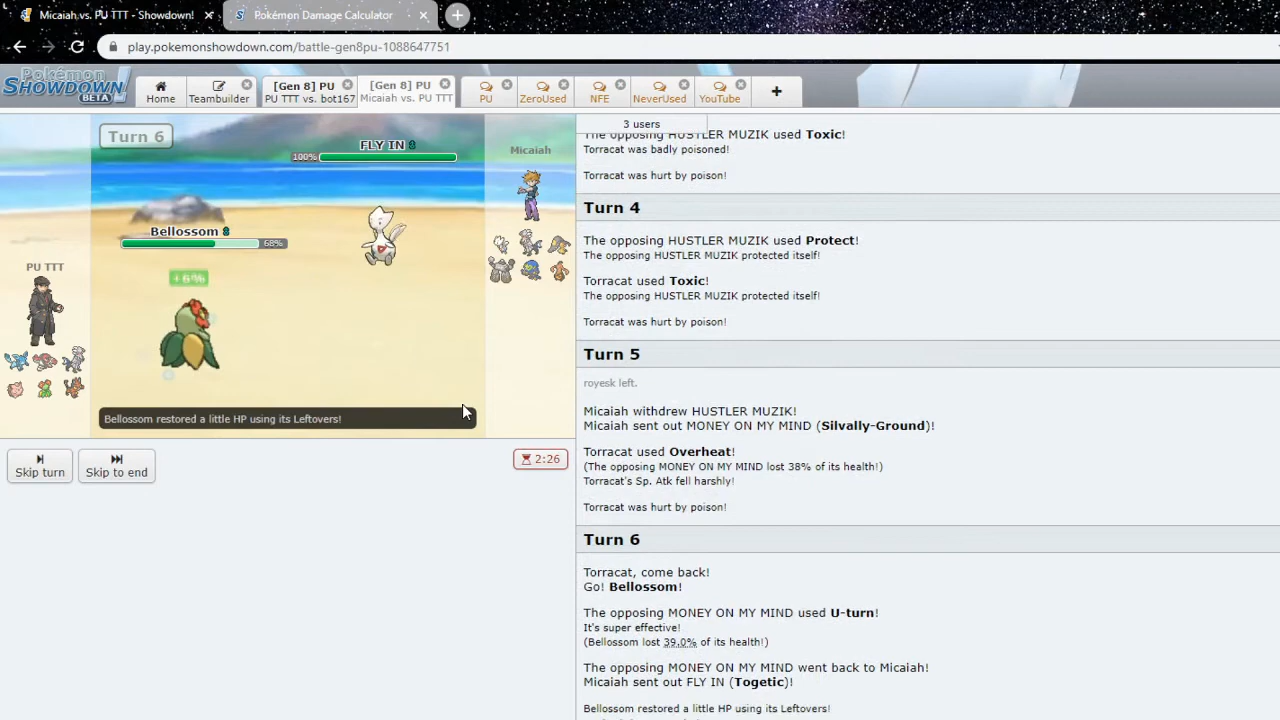 Micaiah vs. PU TTT - Showdown!
Pokémon Damage Calculator
play.pokemonshowdown.com/battle-gen8pu-1088647751
Pokémon
SHOWDOWN
BETA
Home
Teambuilder
[Gen 8] PU
PU TTT vs. bot167
[Gen 8] PU
Micaiah vs. PU TTT
PU
ZeroUsed
NFE
NeverUsed
YouTube
3 users
Turn 6
FLY IN
100%
Micaiah
Bellossom
68%
+6%
PU TTT
Bellossom restored a little HP using its Leftovers!
Skip turn
Skip to end
2:26
The opposing HUSTLER MUZIK used Toxic!
Torracat was badly poisoned!
Torracat was hurt by poison!
Turn 4
The opposing HUSTLER MUZIK used Protect!
The opposing HUSTLER MUZIK protected itself!
Torracat used Toxic!
The opposing HUSTLER MUZIK protected itself!
Torracat was hurt by poison!
Turn 5
royesk left.
Micaiah withdrew HUSTLER MUZIK!
Micaiah sent out MONEY ON MY MIND (Silvally-Ground)!
Torracat used Overheat!
(The opposing MONEY ON MY MIND lost 38% of its health!)
Torracat's Sp. Atk fell harshly!
Torracat was hurt by poison!
Turn 6
Torracat, come back!
Go! Bellossom!
The opposing MONEY ON MY MIND used U-turn!
It's super effective!
(Bellossom lost 39.0% of its health!)
The opposing MONEY ON MY MIND went back to Micaiah!
Micaiah sent out FLY IN (Togetic)!
Bellossom restored a little HP using its Leftovers!